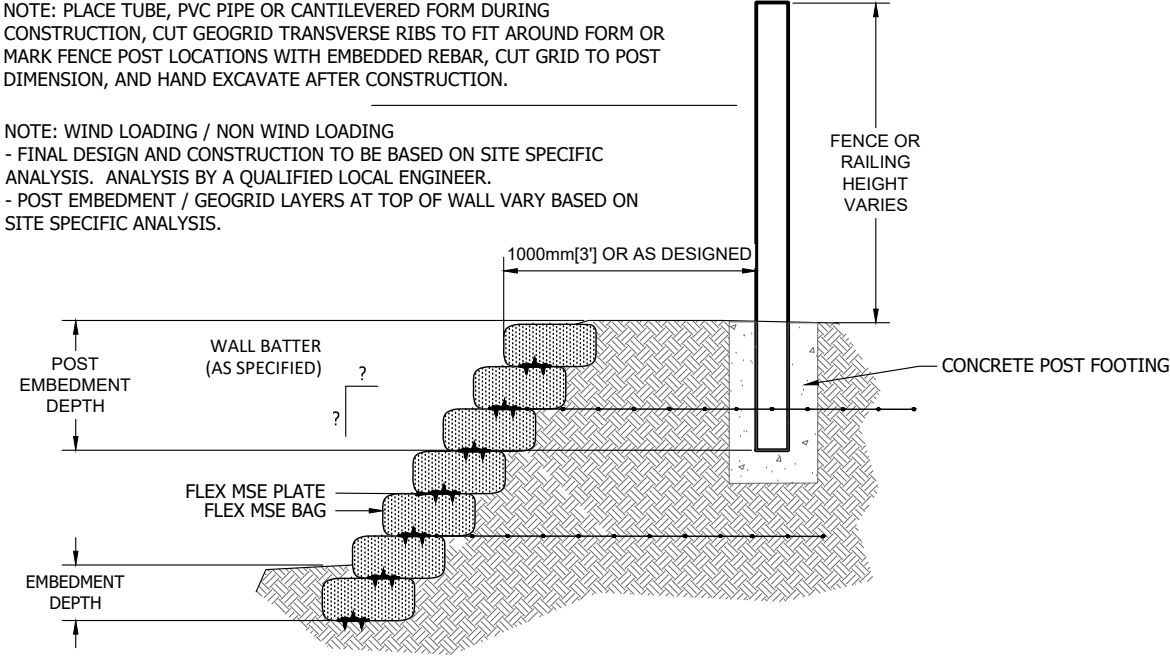 NOTE: PLACE TUBE, PVC PIPE OR CANTILEVERED FORM DURING
CONSTRUCTION, CUT GEOGRID TRANSVERSE RIBS TO FIT AROUND FORM OR
MARK FENCE POST LOCATIONS WITH EMBEDDED REBAR, CUT GRID TO POST
DIMENSION, AND HAND EXCAVATE AFTER CONSTRUCTION.
NOTE: WIND LOADING / NON WIND LOADING
- FINAL DESIGN AND CONSTRUCTION TO BE BASED ON SITE SPECIFIC
ANALYSIS. ANALYSIS BY A QUALIFIED LOCAL ENGINEER.
- POST EMBEDMENT / GEOGRID LAYERS AT TOP OF WALL VARY BASED ON
SITE SPECIFIC ANALYSIS.
FENCE OR
RAILING
HEIGHT
VARIES
1000mm[3'] OR AS DESIGNED
POST
EMBEDMENT
DEPTH
WALL BATTER
(AS SPECIFIED)
?
?
CONCRETE POST FOOTING
FLEX MSE PLATE
FLEX MSE BAG
EMBEDMENT
DEPTH